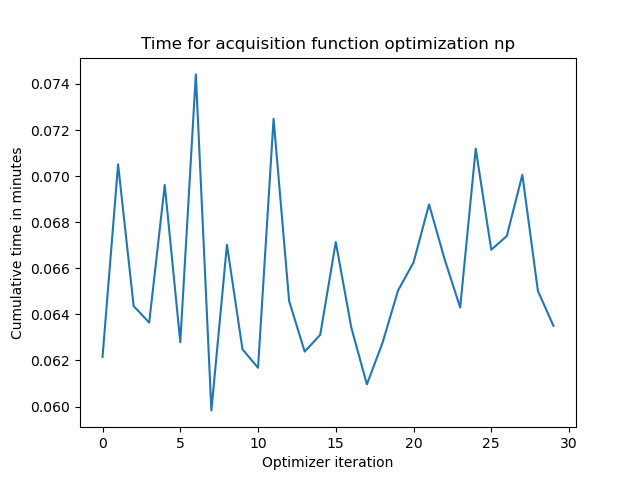 Time for acquisition function optimization np
0.074
0.072
0.070
0.068
0.066
0.064
0.062
0.060
Cumulative time in minutes
0 5 10 15 20 25 30
Optimizer iteration